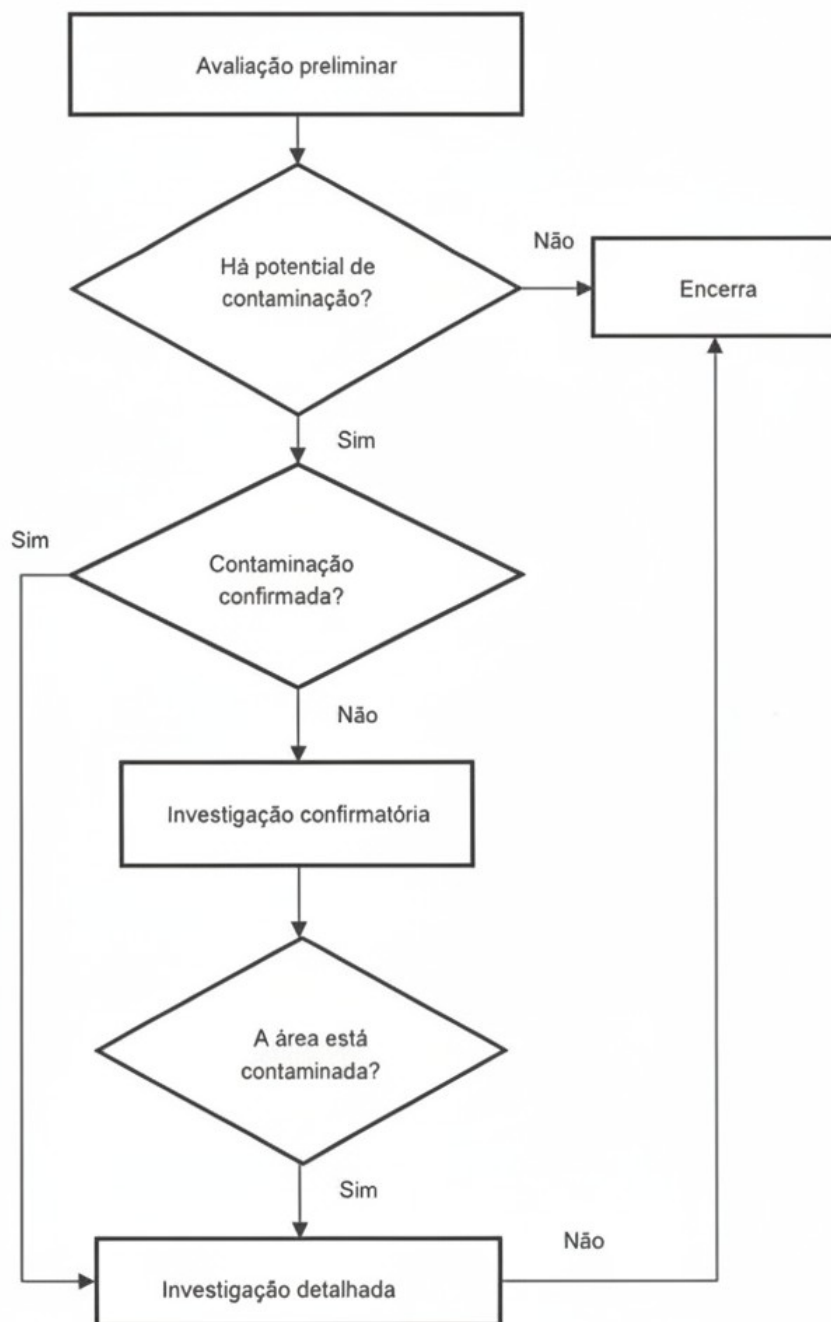 Avaliação preliminar
Não
Há potential de
contaminação?
Encerra
Sim
Sim
Contaminação
confirmada?
Não
Investigação confirmatória
A área está
contaminada?
Sim
Não
Investigação detalhada